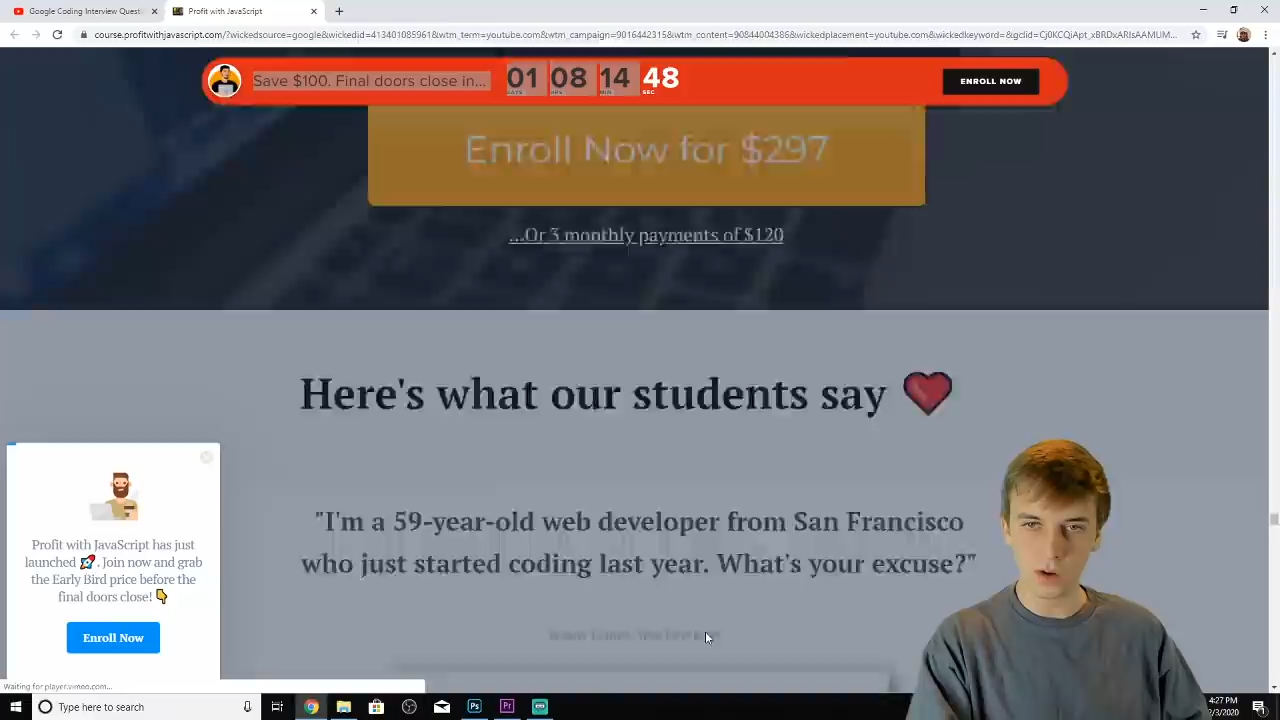 Google Coding Interview Quest
Profit with JavaScript
course.profitwithjavascript.com/?wickedsource=google&wickedid=413401085961&wtm_term=youtube.com&wtm_campaign=9016442315&wtm_content=90844004386&wickedplacement=youtube.com&wickedkeyword=&gclid=Cj0KCQiApt_xBRDxARIsAAMUM...
Save $100. Final doors close in...
01 08 14 48
DAYS HRS MIN SEC
ENROLL NOW
Enroll Now for $297
...Or 3 monthly payments of $120
Here's what our students say
"I'm a 59-year-old web developer from San Francisco
who just started coding last year. What's your excuse?"
Profit with JavaScript has just
launched 🚀. Join now and grab
the Early Bird price before the
final doors close! 👇
Enroll Now
Waiting for player.vimeo.com...
Type here to search
4:27 PM